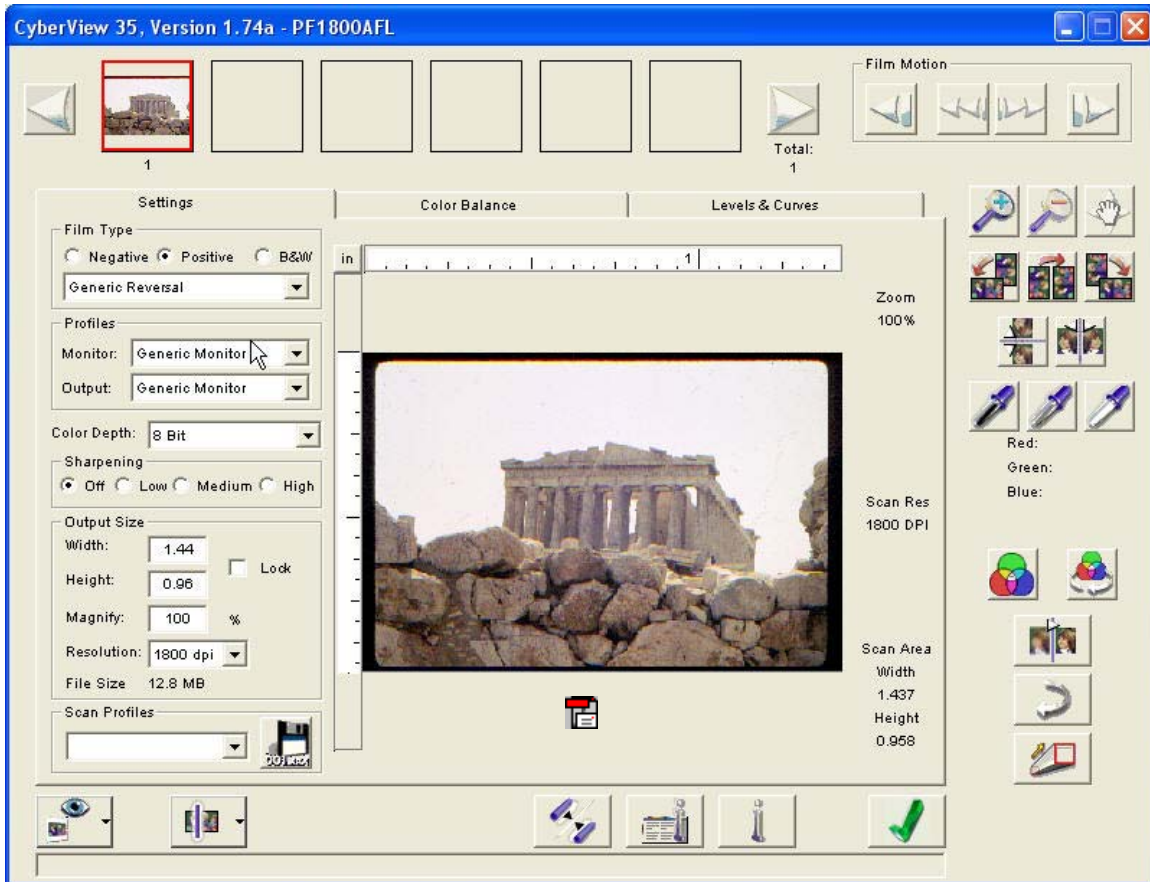 CyberView 35, Version 1.74a - PF1800AFL
Film Motion
Total:
1
1
Settings
Color Balance
Levels & Curves
Film Type
Negative Positive B&W
Generic Reversal
in
1
Zoom
100%
Profiles
Monitor: Generic Monitor
Output: Generic Monitor
Color Depth: 8 Bit
Sharpening
Off Low Medium High
Output Size
Width: 1.44
Lock
Height: 0.96
Magnify: 100 %
Resolution: 1800 dpi
File Size 12.8 MB
Scan Profiles
Scan Res
1800 DPI
Scan Area
Width
1.437
Height
0.958
Red:
Green:
Blue: